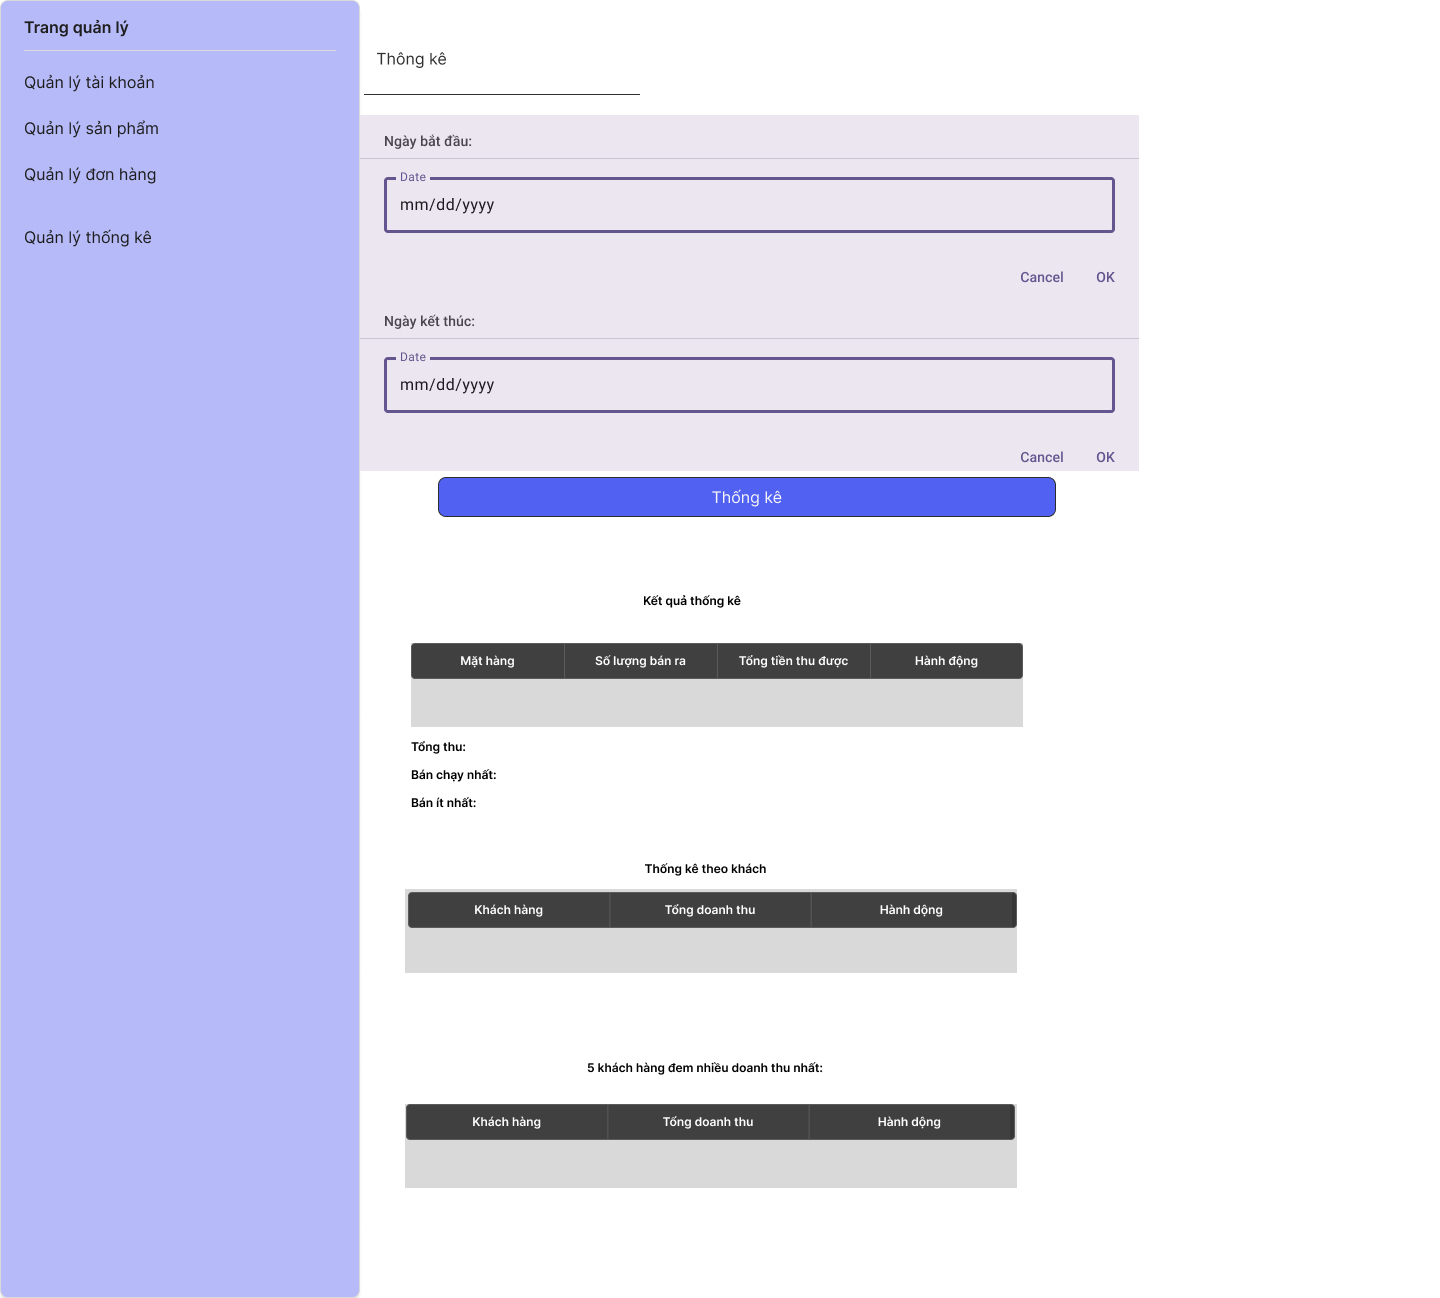 Trang quản lý
Quản lý tài khoản
Quản lý sản phẩm
Quản lý đơn hàng
Quản lý thống kê
Thông kê
Ngày bắt đầu:
Date
mm/dd/yyyy
Cancel OK
Ngày kết thúc:
Date
mm/dd/yyyy
Cancel OK
Thống kê
Kết quả thống kê
Mặt hàng Số lượng bán ra Tổng tiền thu được Hành động
Tổng thu:
Bán chạy nhất:
Bán ít nhất:
Thống kê theo khách
Khách hàng Tổng doanh thu Hành dộng
5 khách hàng đem nhiều doanh thu nhất:
Khách hàng Tổng doanh thu Hành dộng